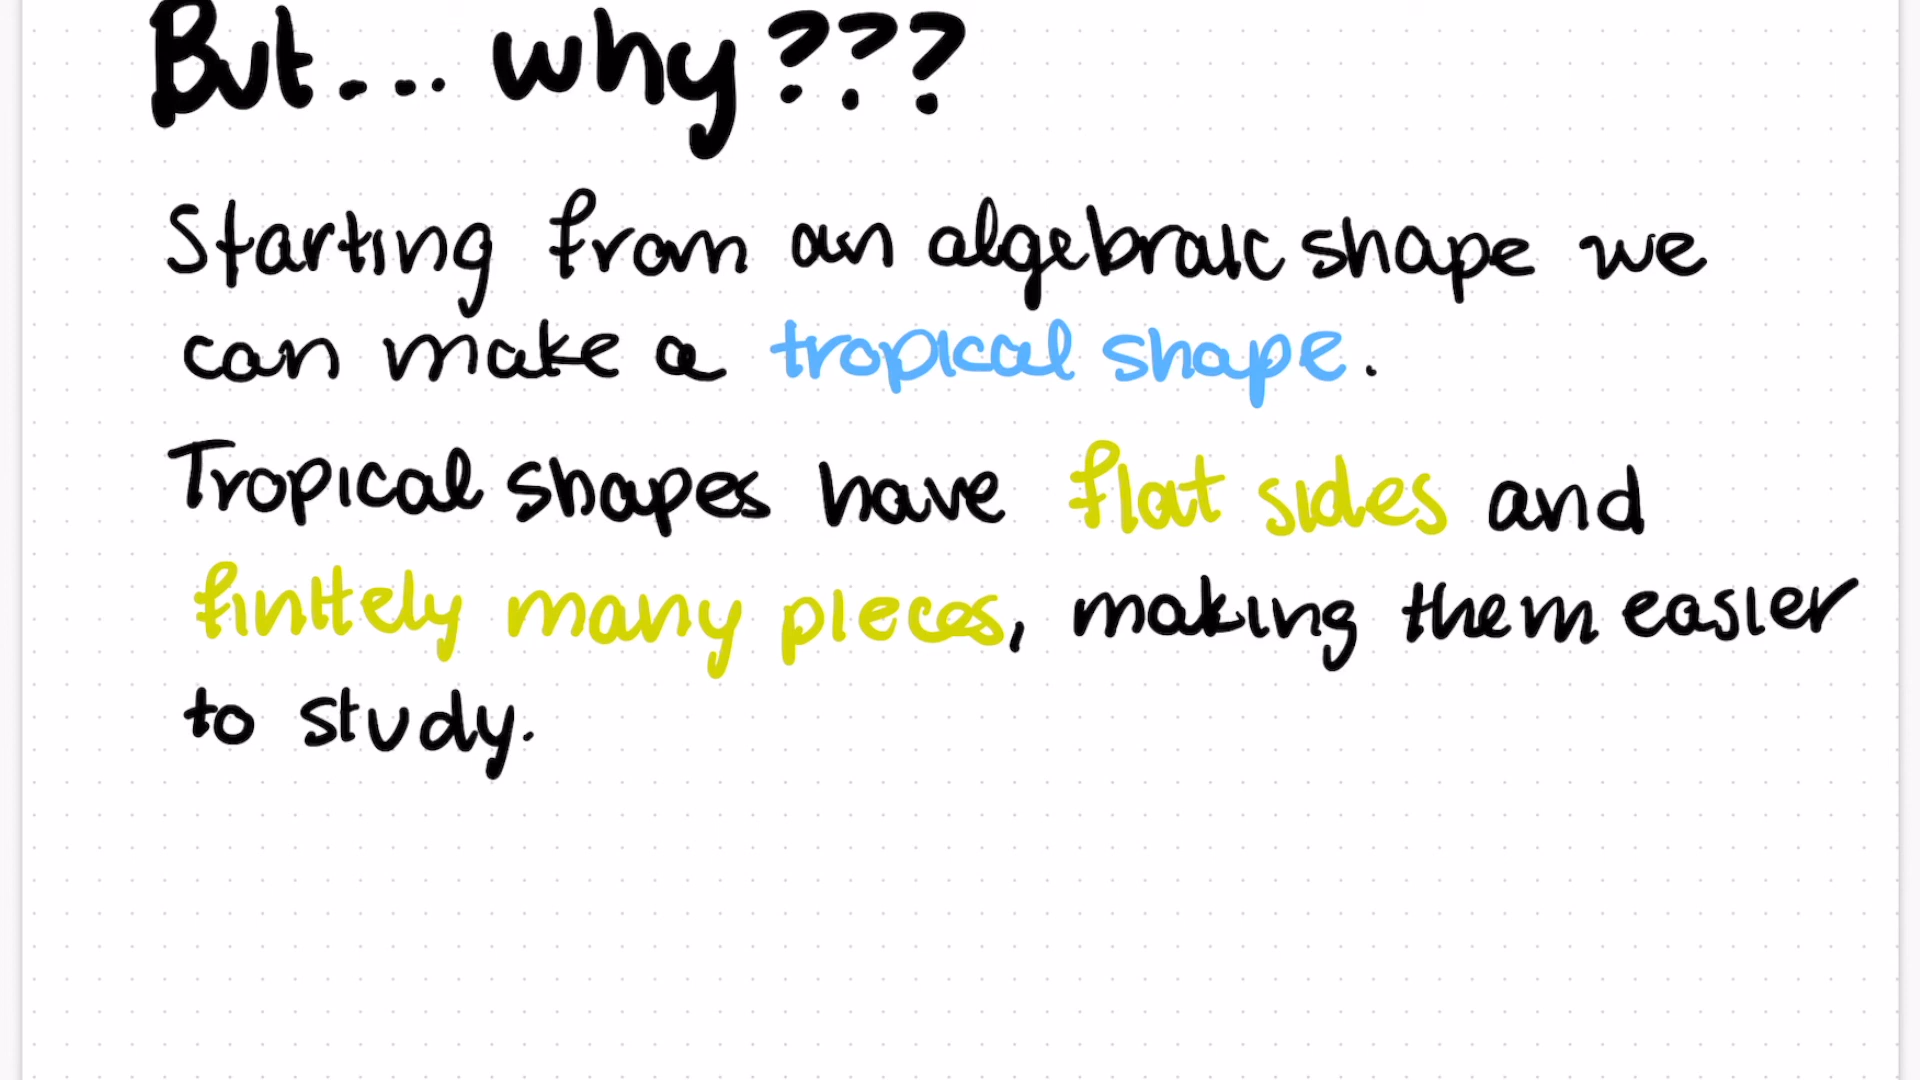 But... why???
Starting from an algebraic shape we
can make a tropical shape.
Tropical shapes have flat sides and
finitely many pieces, making them easier
to study.